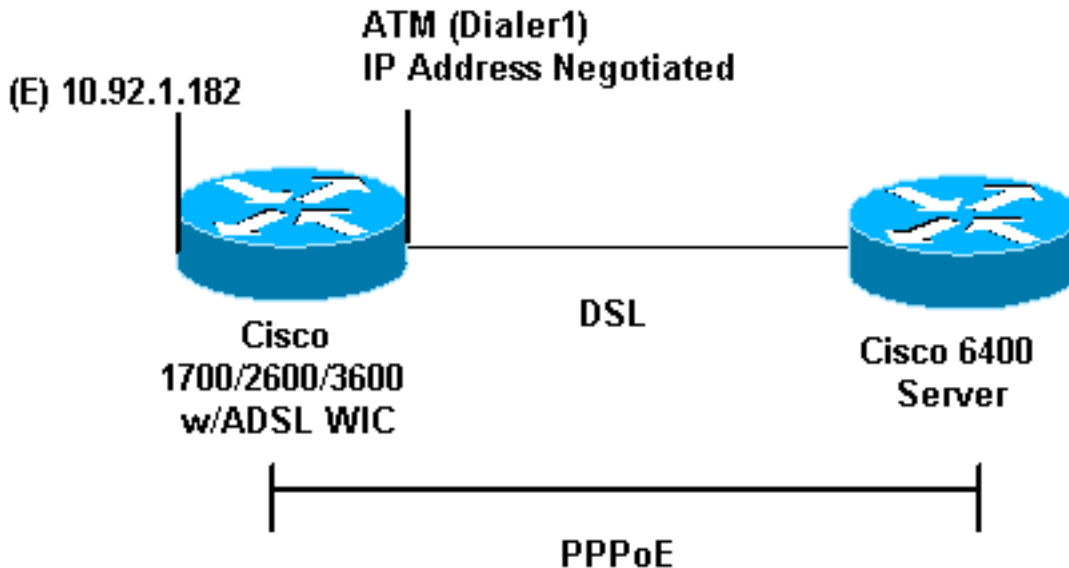 ATM (Dialer1)
IP Address Negotiated
(E) 10.92.1.182
DSL
Cisco
1700/2600/3600
w/ADSL WIC
Cisco 6400
Server
PPPoE